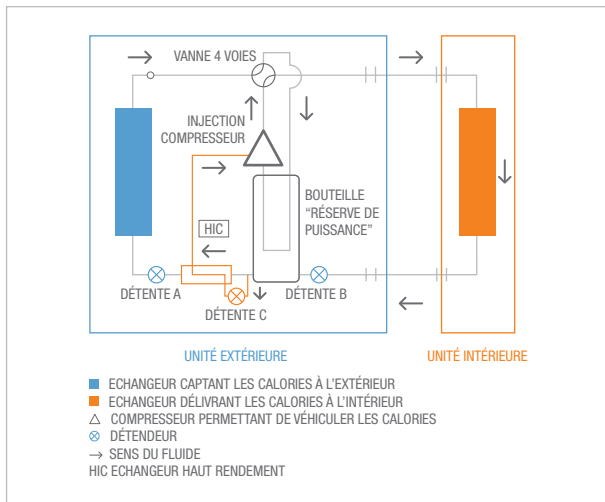 VANNE 4 VOIES
INJECTION
COMPRESSEUR
BOUTEILLE
“RÉSERVE DE
PUISSANCE”
HIC
DÉTENTE A
DÉTENTE B
DÉTENTE C
UNITÉ EXTÉRIEURE
UNITÉ INTÉRIEURE
ECHANGEUR CAPTANT LES CALORIES À L’EXTÉRIEUR
ECHANGEUR DÉLIVRANT LES CALORIES À L’INTÉRIEUR
COMPRESSEUR PERMETTANT DE VÉHICULER LES CALORIES
DÉTENDEUR
SENS DU FLUIDE
HIC ECHANGEUR HAUT RENDEMENT